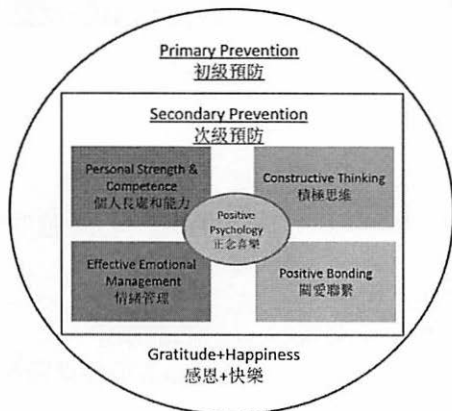 Primary Prevention
初級預防
Secondary Prevention
次級預防
Personal Strength &
Competence
個人長處和能力
Constructive Thinking
積極思維
Positive
Psychology
正念喜樂
Effective Emotional
Management
情緒管理
Positive Bonding
關愛聯繫
Gratitude+Happiness
感恩+快樂